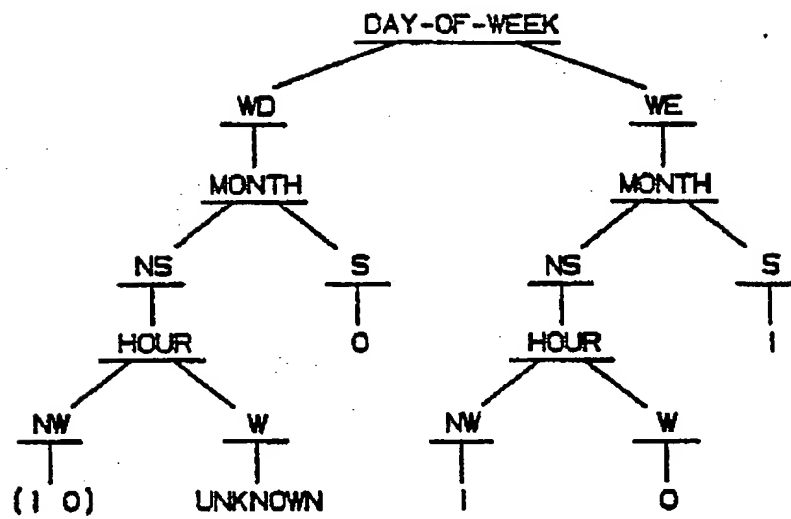 DAY-OF-WEEK
WD WE
MONTH MONTH
NS S NS S
0 1
HOUR HOUR
NW W NW W
(1 0) UNKNOWN 1 0